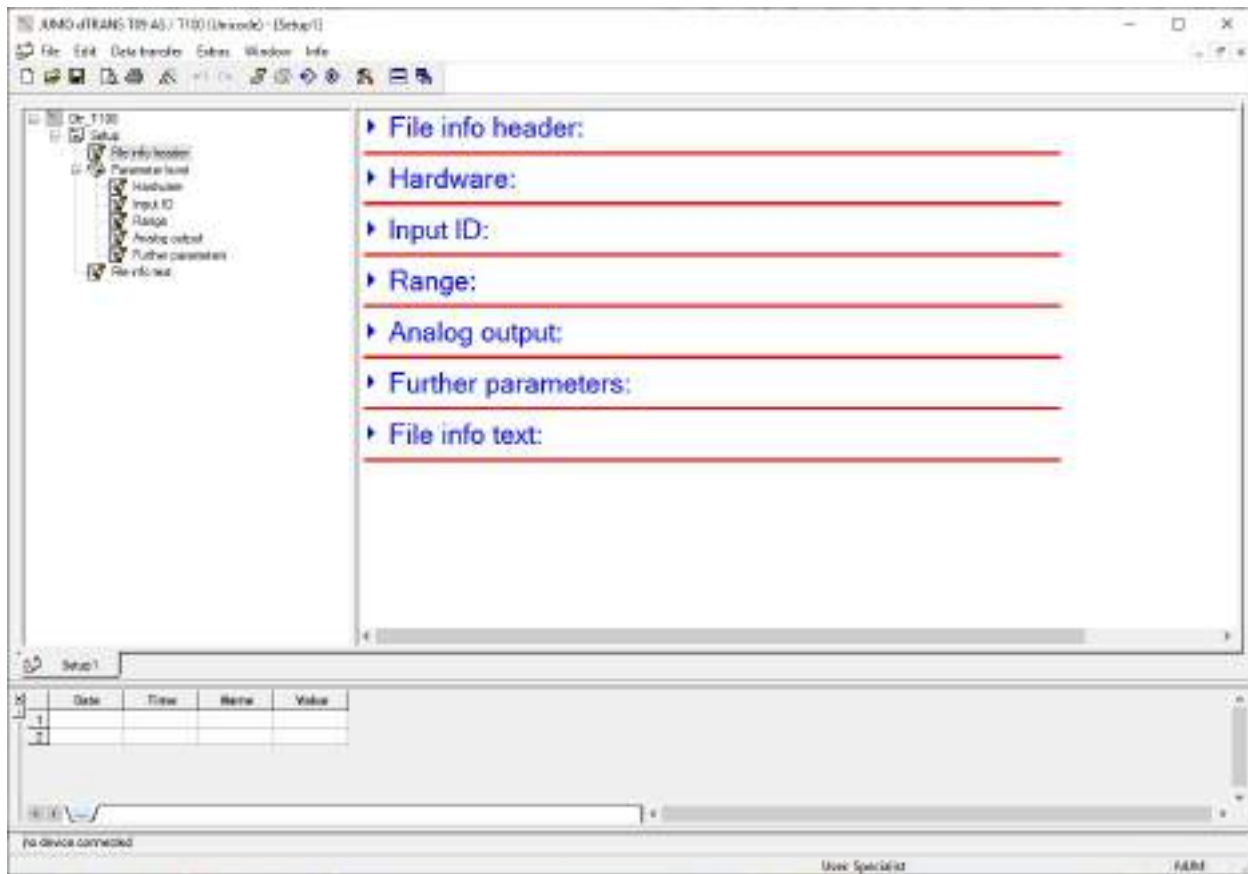 JUMO dTRANS T09 AS / T100 (Unicode) - [Setup1]
File Edit Data transfer Extras Window Info
Setup
File info header
Parameter level
Hardware
Input ID
Range
Analog output
Further parameters
File info text
File info header:
Hardware:
Input ID:
Range:
Analog output:
Further parameters:
File info text:
Setup1
Date Time Name Value
1
2
no device connected
User: Specialist
NUM